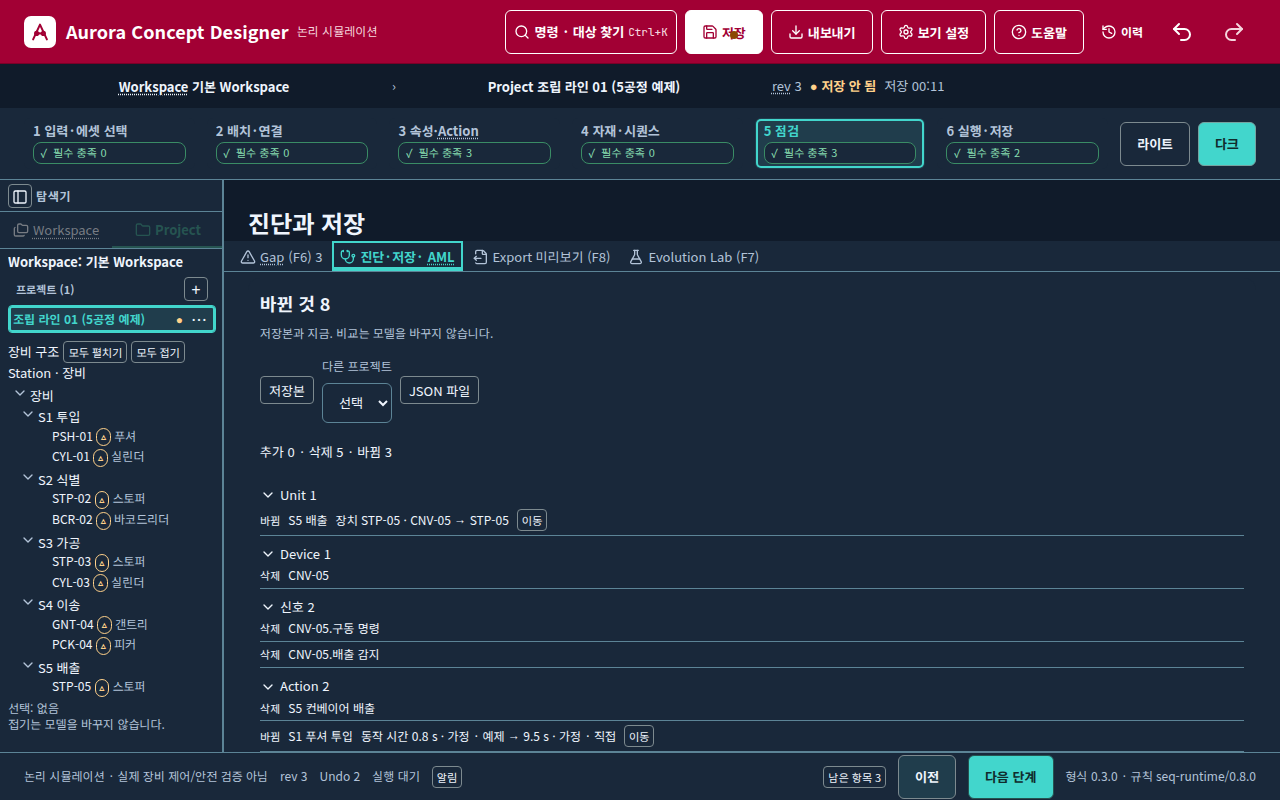 Aurora Concept Designer 논리 시뮬레이션
명령 · 대상 찾기 Ctrl+K 저장 내보내기 보기 설정 도움말 이력
Workspace 기본 Workspace › Project 조립 라인 01 (5공정 예제) rev 3 ● 저장 안 됨 저장 00:11
1 입력·에셋 선택 2 배치·연결 3 속성·Action 4 자재·시퀀스 5 점검 6 실행·저장
✓ 필수 충족 0 ✓ 필수 충족 0 ✓ 필수 충족 3 ✓ 필수 충족 0 ✓ 필수 충족 3 ✓ 필수 충족 2
라이트 다크
탐색기
Workspace Project
Workspace: 기본 Workspace
프로젝트 (1) +
조립 라인 01 (5공정 예제) ● ···
장비 구조 모두 펼치기 모두 접기
Station · 장비
장비
S1 투입
PSH-01 푸셔
CYL-01 실린더
S2 식별
STP-02 스토퍼
BCR-02 바코드리더
S3 가공
STP-03 스토퍼
CYL-03 실린더
S4 이송
GNT-04 갠트리
PCK-04 피커
S5 배출
STP-05 스토퍼
선택: 없음
접기는 모델을 바꾸지 않습니다.
진단과 저장
Gap (F6) 3 진단·저장· AML Export 미리보기 (F8) Evolution Lab (F7)
바뀐 것 8
저장본과 지금. 비교는 모델을 바꾸지 않습니다.
다른 프로젝트
저장본 선택 JSON 파일
추가 0 · 삭제 5 · 바뀜 3
Unit 1
바뀜 S5 배출 장치 STP-05 · CNV-05 → STP-05 이동
Device 1
삭제 CNV-05
신호 2
삭제 CNV-05.구동 명령
삭제 CNV-05.배출 감지
Action 2
삭제 S5 컨베이어 배출
바뀜 S1 푸셔 투입 동작 시간 0.8 s · 가정 · 예제 → 9.5 s · 가정 · 직접 이동
논리 시뮬레이션 · 실제 장비 제어/안전 검증 아님 rev 3 Undo 2 실행 대기 알림
남은 항목 3 이전 다음 단계 형식 0.3.0 · 규칙 seq-runtime/0.8.0